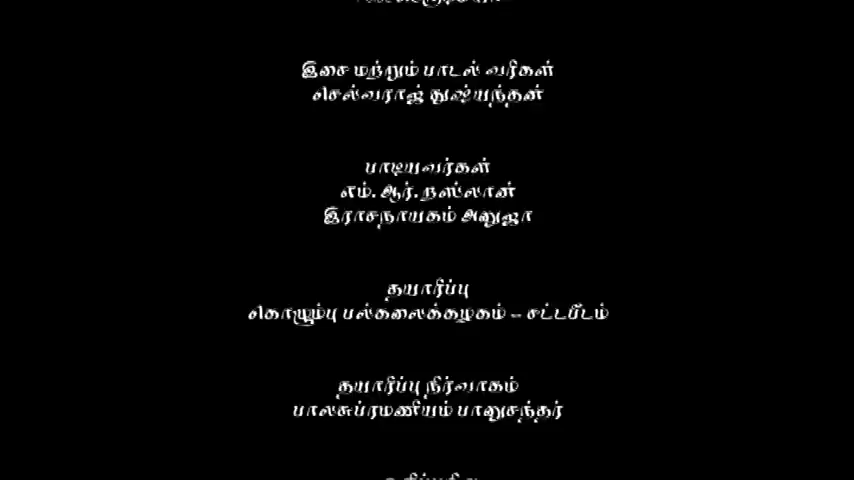 இசை மற்றும் பாடல் வரிகள்
செல்வராஜ் துஷ்யந்தன்
பாடியவர்கள்
எம். ஆர். நஸ்லான்
இராசநாயகம் அனுஜா
தயாரிப்பு
கொழும்பு பல்கலைக்கழகம் - சட்டபீடம்
தயாரிப்பு நிர்வாகம்
பாலசுப்ரமணியம் பானுசந்தர்